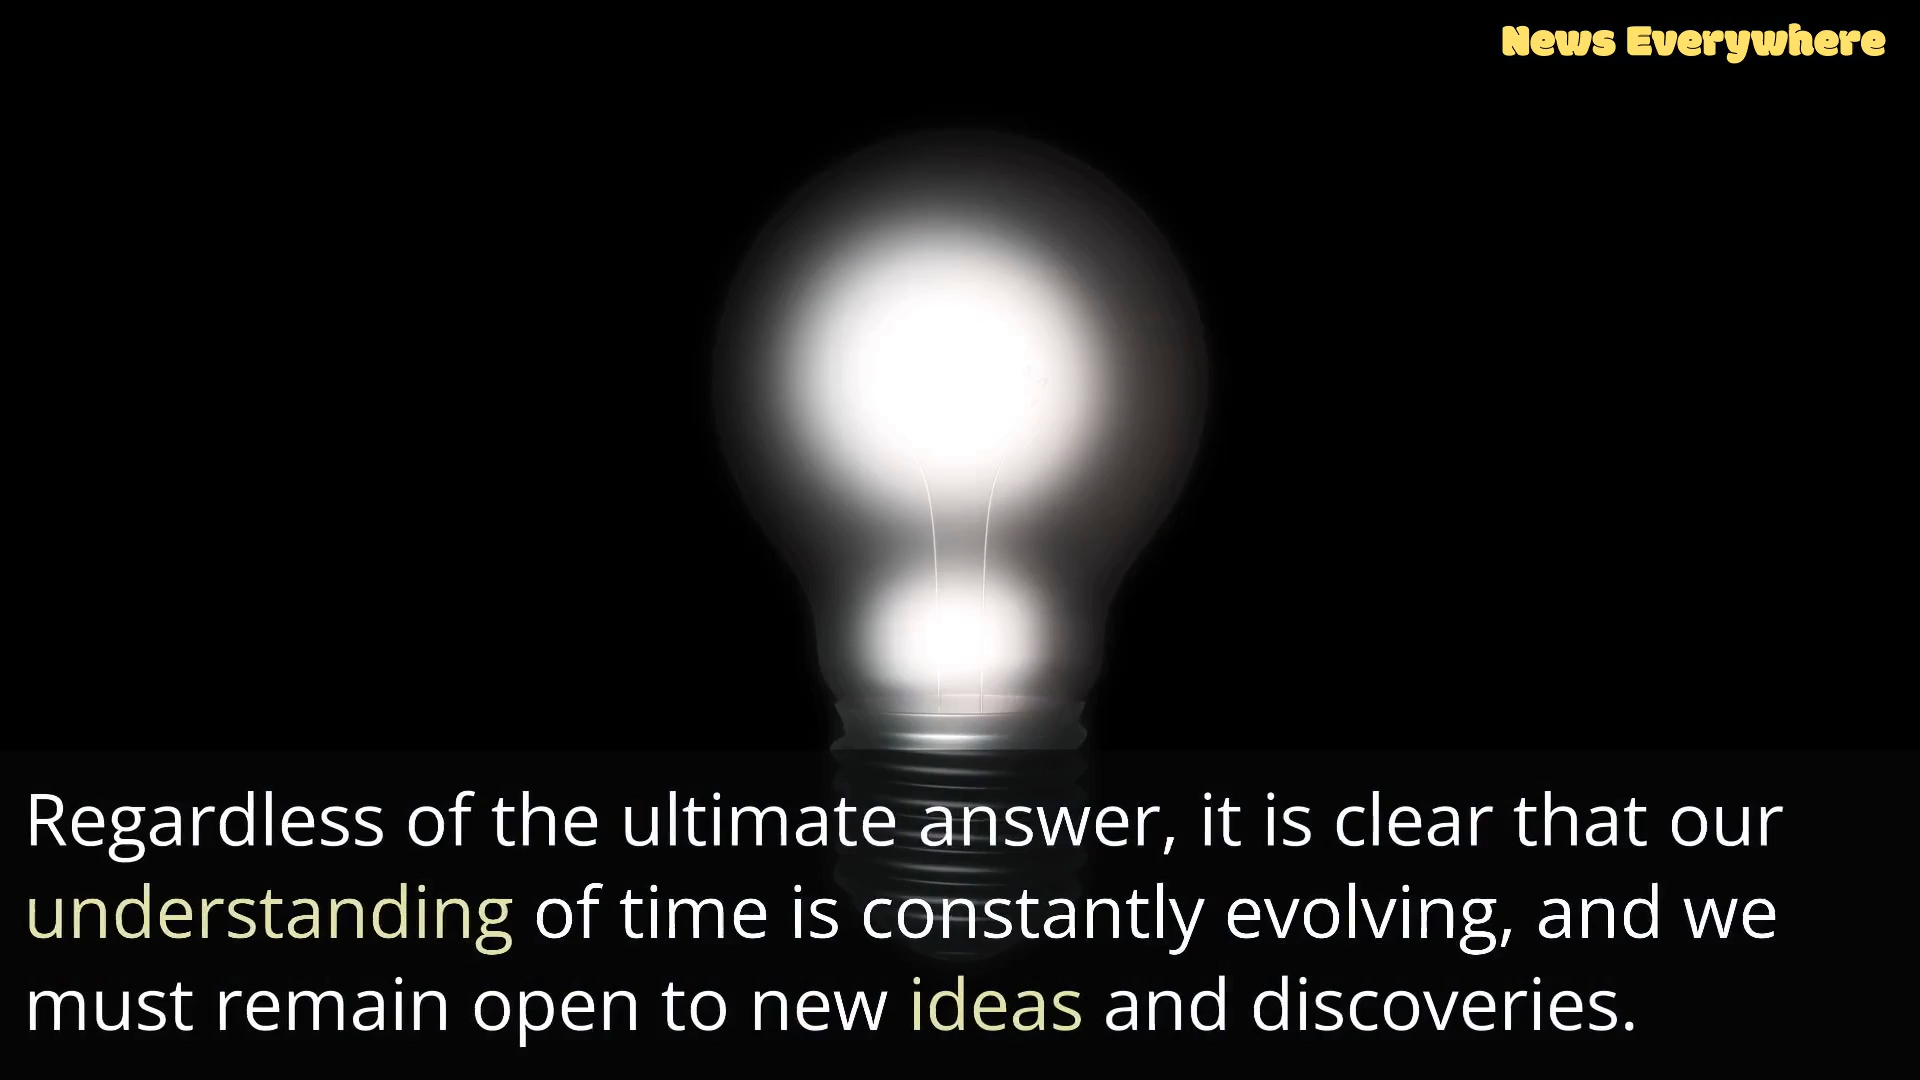 News Everywhere
Regardless of the ultimate answer, it is clear that our
understanding of time is constantly evolving, and we
must remain open to new ideas and discoveries.